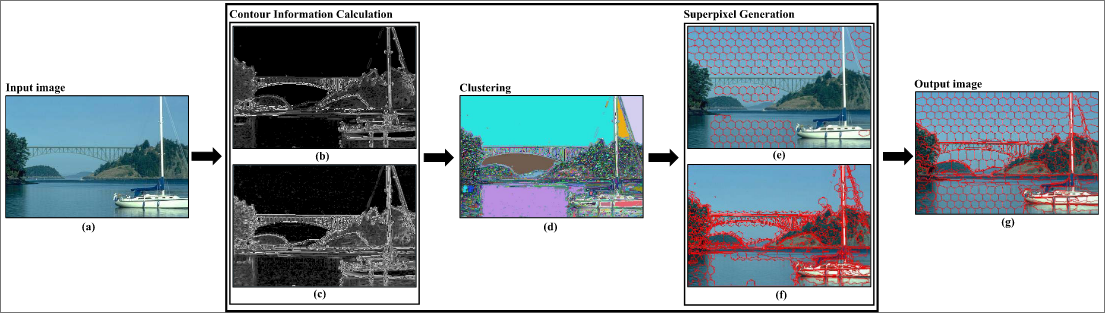 Input image
(a)
Contour Information Calculation
(b)
(c)
Clustering
(d)
Superpixel Generation
(e)
(f)
Output image
(g)